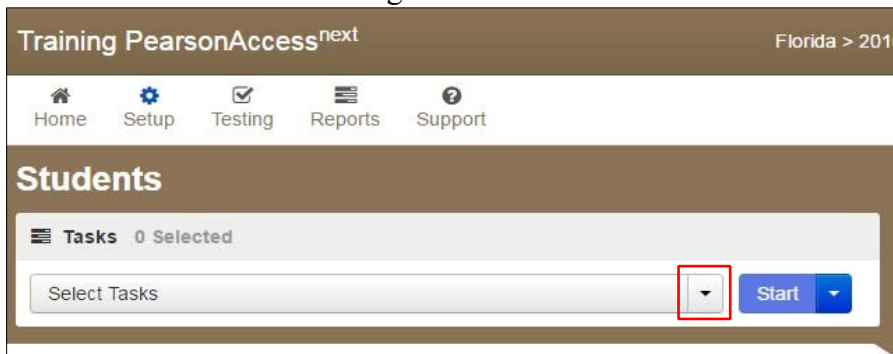 Training PearsonAccessnext
Florida > 201
Home Setup Testing Reports Support
Students
Tasks 0 Selected
Select Tasks Start